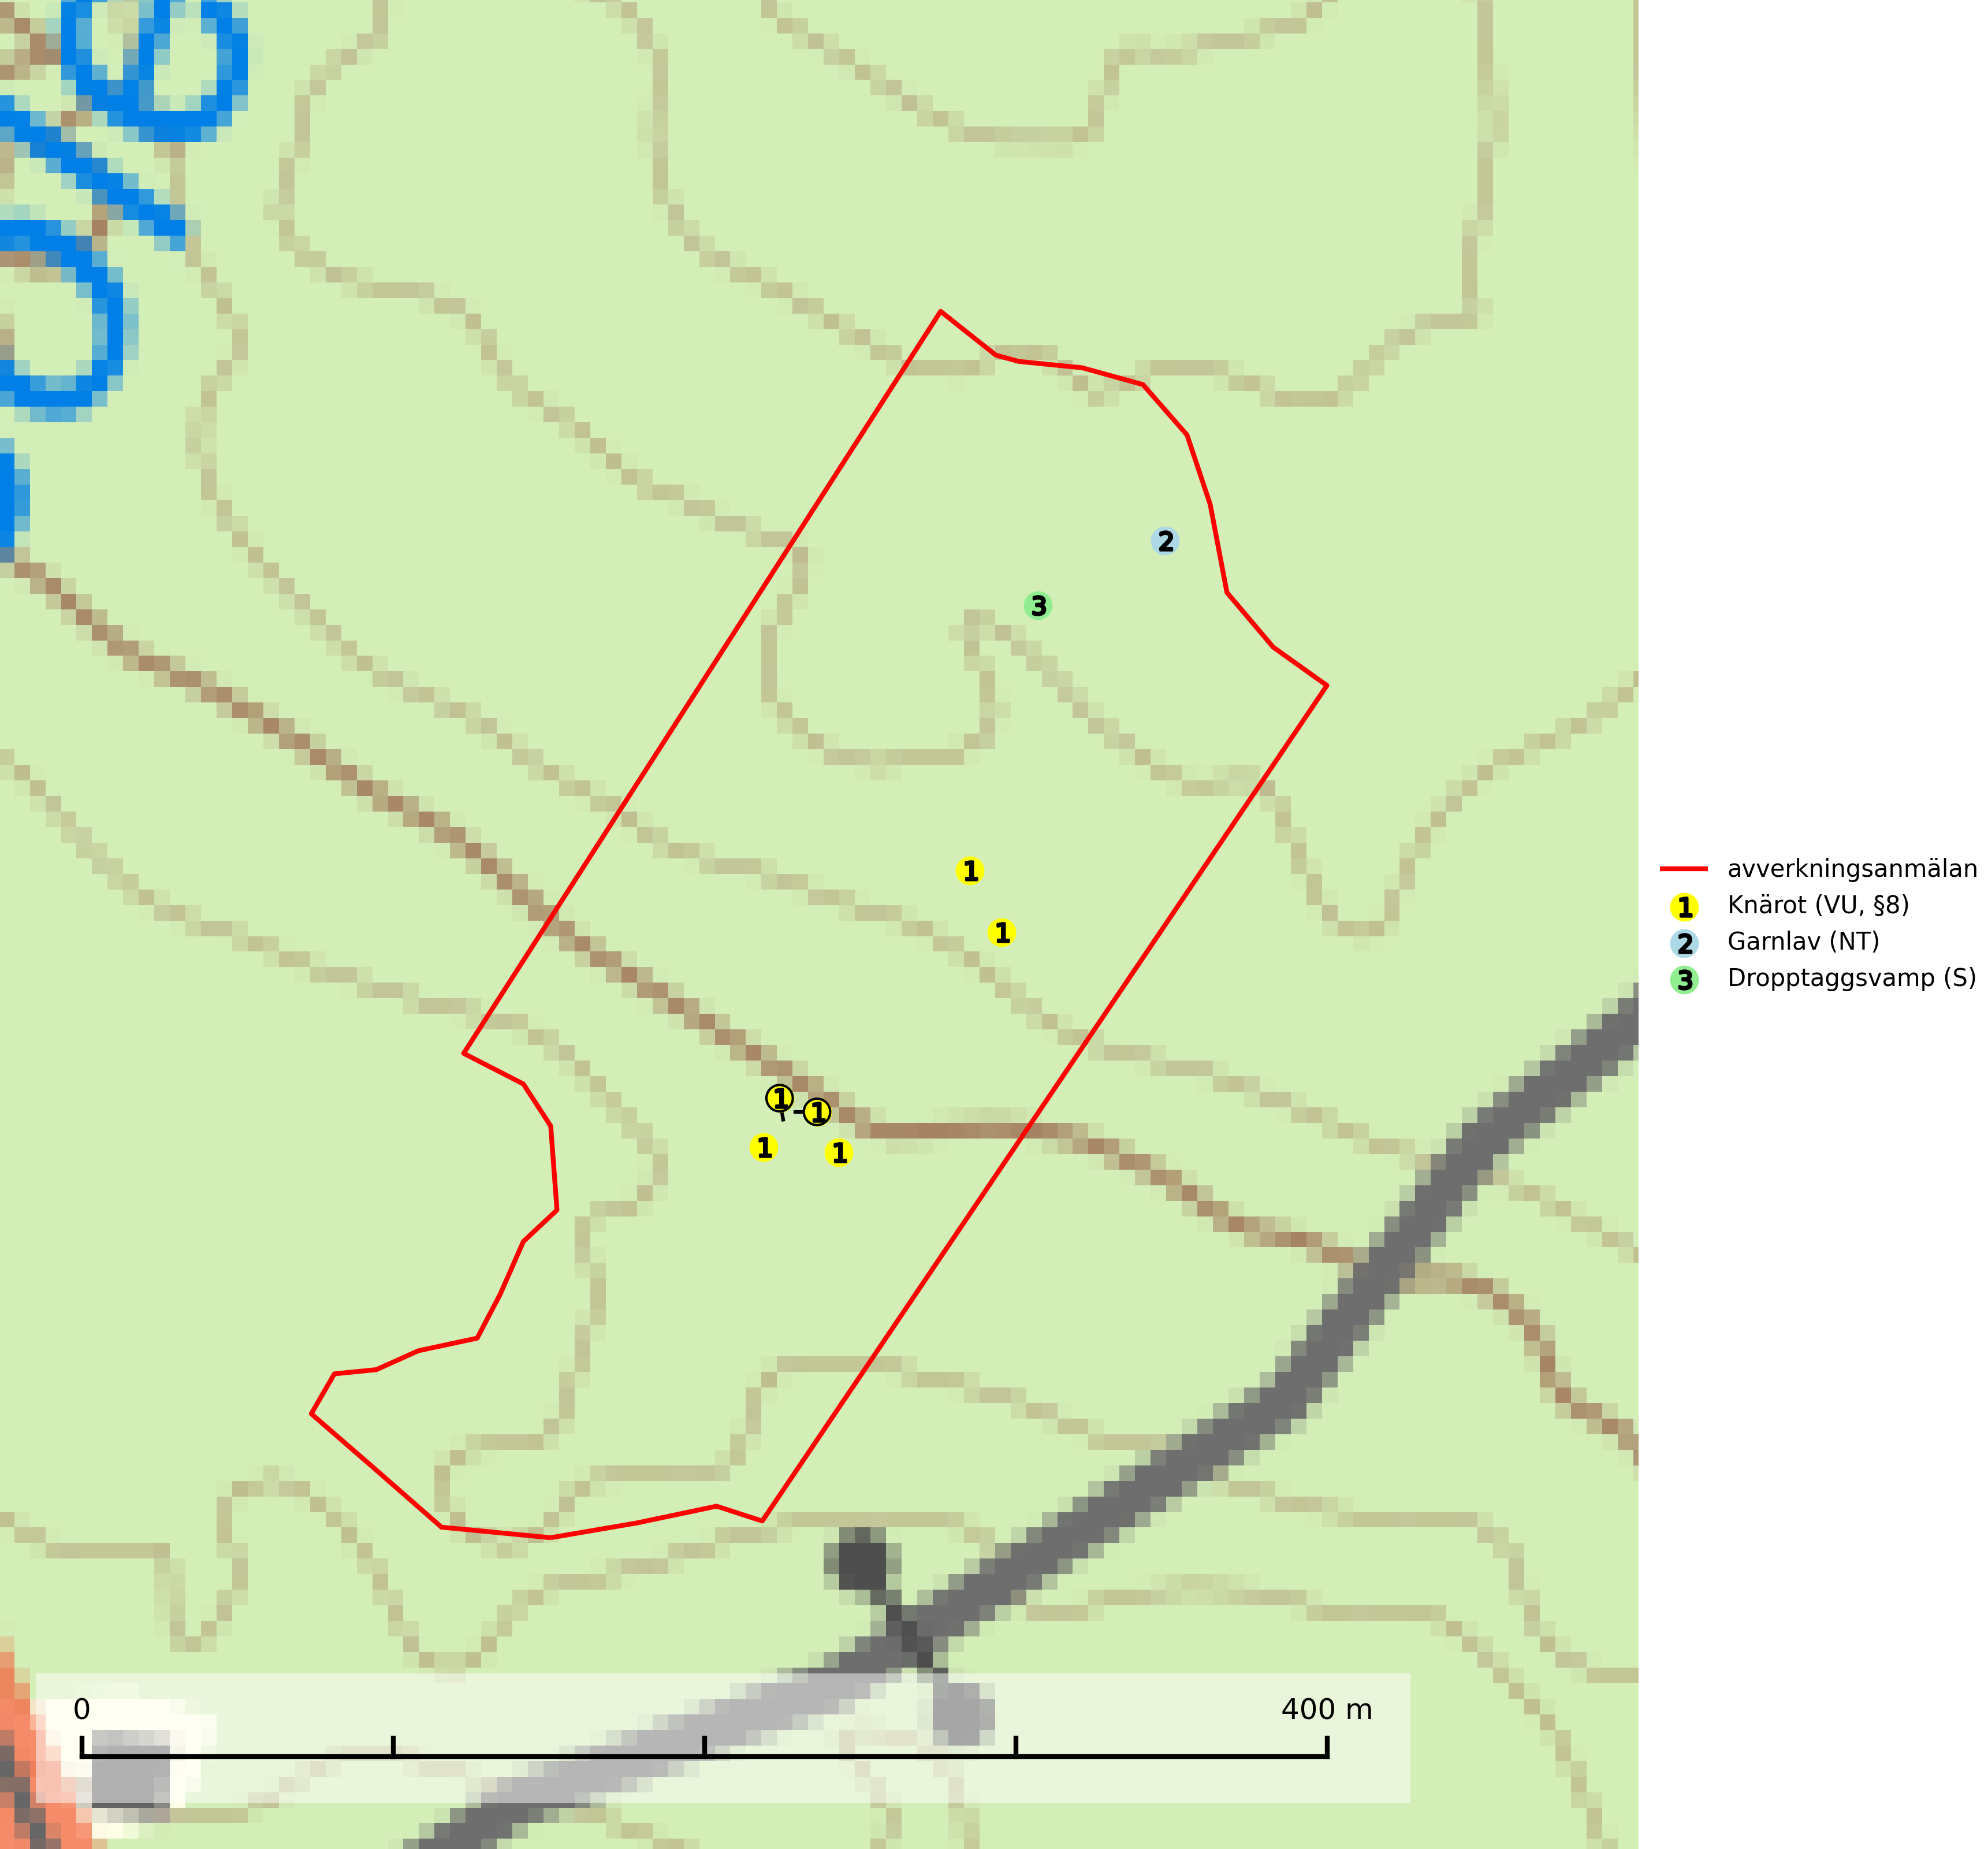 2
3
1
1
1
1
1
1
avverkningsanmälan
1 Knärot (VU, §8)
2 Garnlav (NT)
3 Dropptaggsvamp (S)
0 400 m